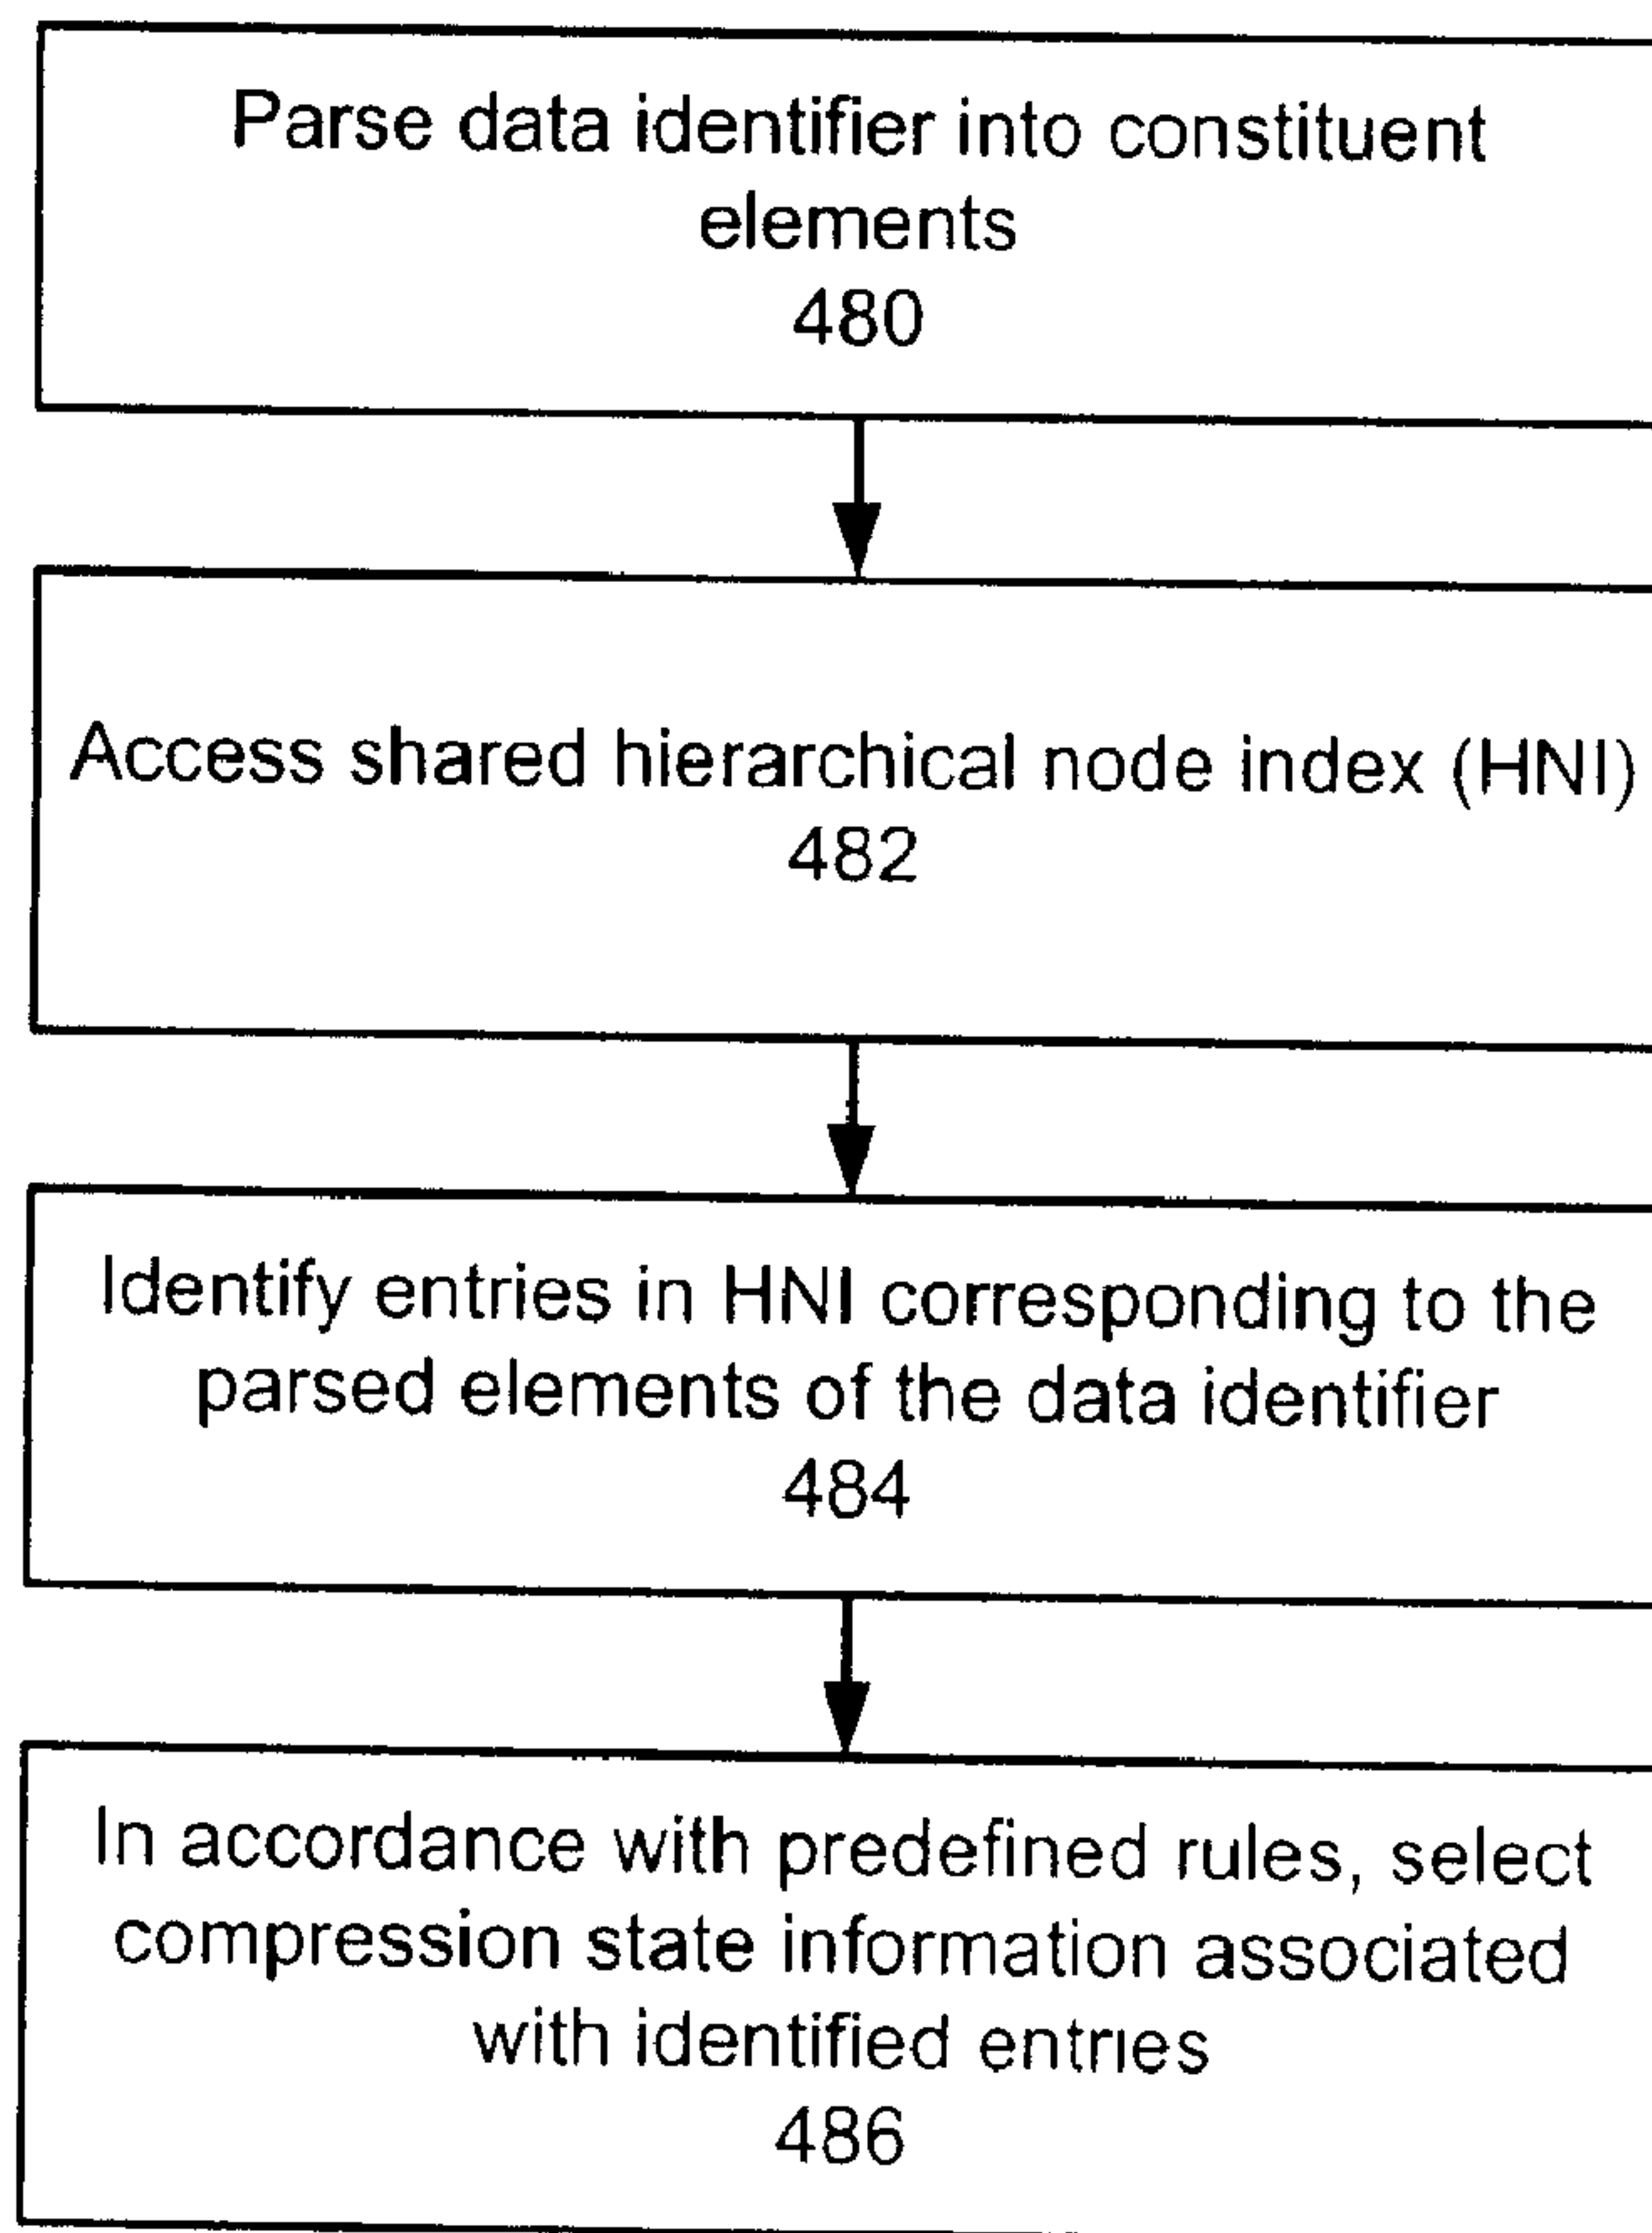 Parse data identifier into constituent
elements
480
Access shared hierarchical node index (HNI)
482
Identify entries in HNI corresponding to the
parsed elements of the data identifier
484
In accordance with predefined rules, select
compression state information associated
with identified entries
486